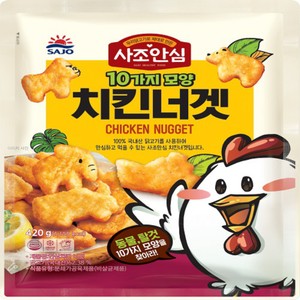 SAJO
사조안심
10가지 모양
치킨너겟
CHICKEN NUGGET
100% 국내산 닭고기를 사용하여
안심하고 먹을 수 있는 사조안심 치킨너겟입니다.
420 g
동물, 탈것
10가지 모양을
찾아라!